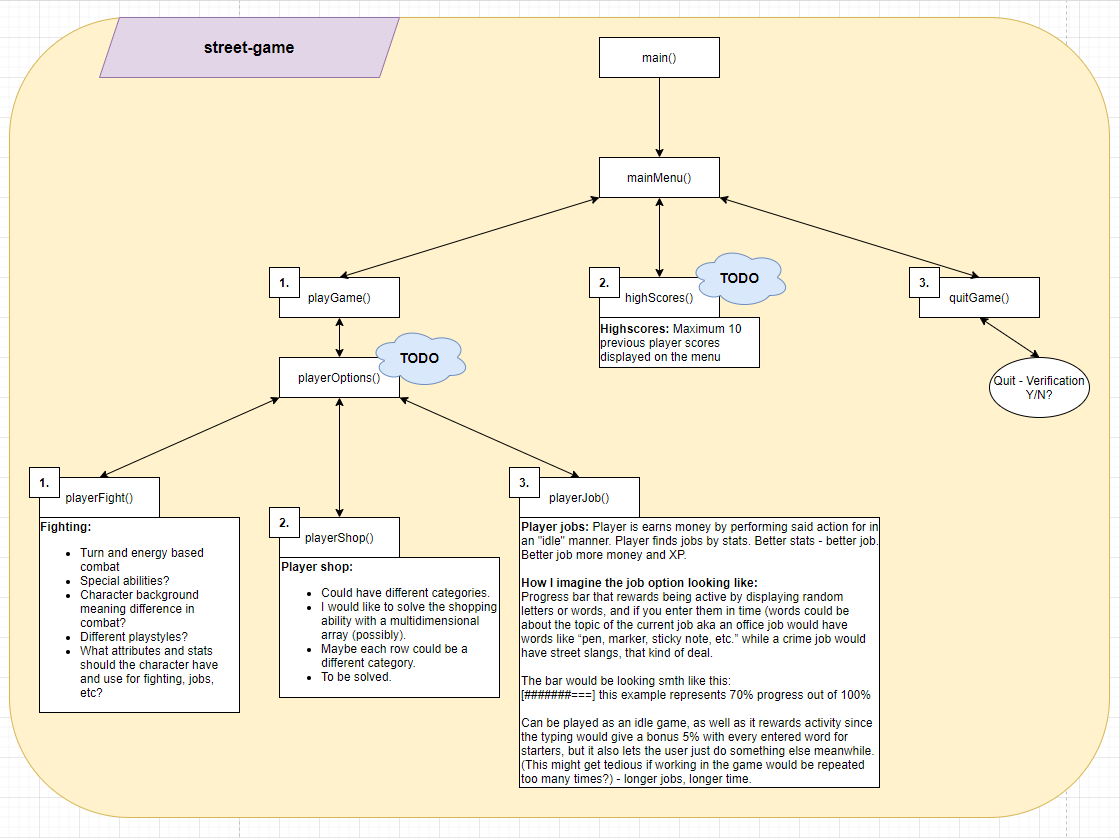 street-game
main()
mainMenu()
1.
playGame()
2.
highScores()
TODO
3.
quitGame()
Highscores: Maximum 10
previous player scores
displayed on the menu
playerOptions()
TODO
Quit - Verification
Y/N?
1.
playerFight()
Fighting:
Turn and energy based
combat
Special abilities?
Character background
meaning difference in
combat?
Different playstyles?
What attributes and stats
should the character have
and use for fighting, jobs,
etc?
2.
playerShop()
Player shop:
Could have different categories.
I would like to solve the shopping
ability with a multidimensional
array (possibly).
Maybe each row could be a
different category.
To be solved.
3.
playerJob()
Player jobs: Player is earns money by performing said action for in
an "idle" manner. Player finds jobs by stats. Better stats - better job.
Better job more money and XP.
How I imagine the job option looking like:
Progress bar that rewards being active by displaying random
letters or words, and if you enter them in time (words could be
about the topic of the current job aka an office job would have
words like “pen, marker, sticky note, etc.” while a crime job would
have street slangs, that kind of deal.
The bar would be looking smth like this:
[#######===] this example represents 70% progress out of 100%
Can be played as an idle game, as well as it rewards activity since
the typing would give a bonus 5% with every entered word for
starters, but it also lets the user just do something else meanwhile.
(This might get tedious if working in the game would be repeated
too many times?) - longer jobs, longer time.